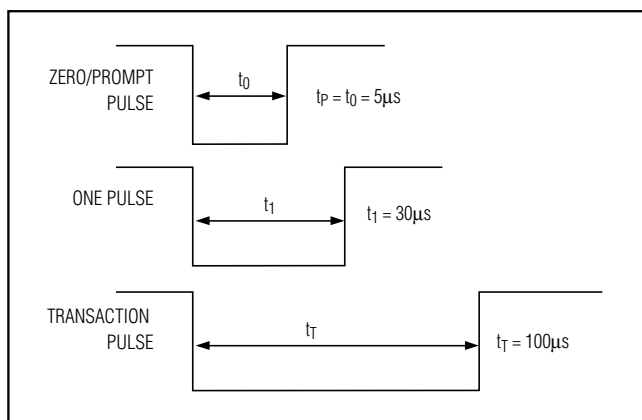 ZERO/PROMPT
PULSE
t0
tP = t0 = 5µs
ONE PULSE
t1
t1 = 30µs
TRANSACTION
PULSE
tT
tT = 100µs